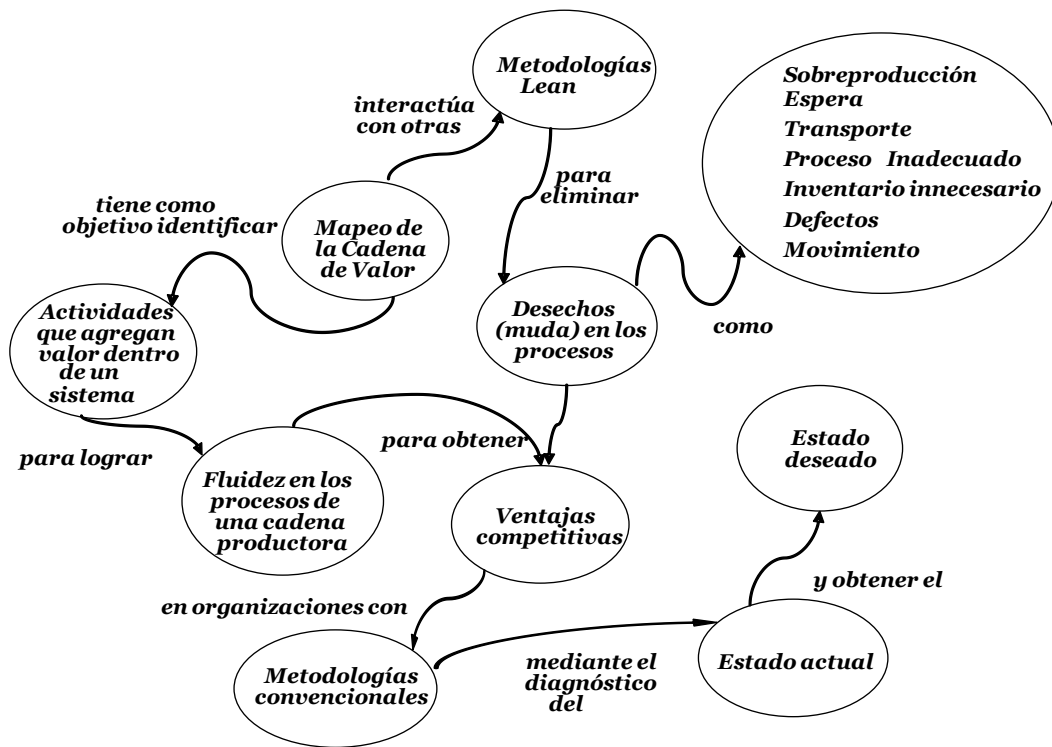 Metodologías
Lean
interactúa
con otras
Sobreproducción
Espera
Transporte
Proceso Inadecuado
Inventario innecesario
Defectos
Movimiento
para
eliminar
tiene como
objetivo identificar
Mapeo de
la Cadena
de Valor
Actividades
que agregan
valor dentro
de un
sistema
Desechos
(muda) en los
procesos
como
para lograr
para obtener
Estado
deseado
Fluidez en los
procesos de
una cadena
productora
Ventajas
competitivas
y obtener el
en organizaciones con
Metodologías
convencionales
mediante el
diagnóstico
del
Estado actual